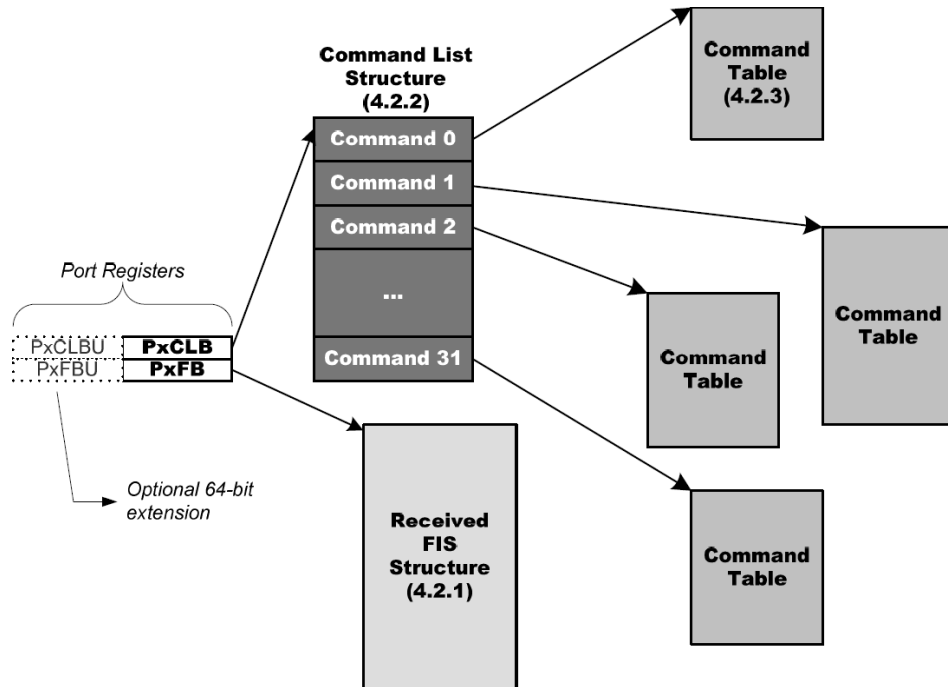 Command List
Structure
(4.2.2)
Command 0
Command 1
Command 2
...
Command 31
Command
Table
(4.2.3)
Command
Table
Command
Table
Command
Table
Port Registers
PxCLBU PxCLB
PxFBU PxFB
Optional 64-bit
extension
Received
FIS
Structure
(4.2.1)